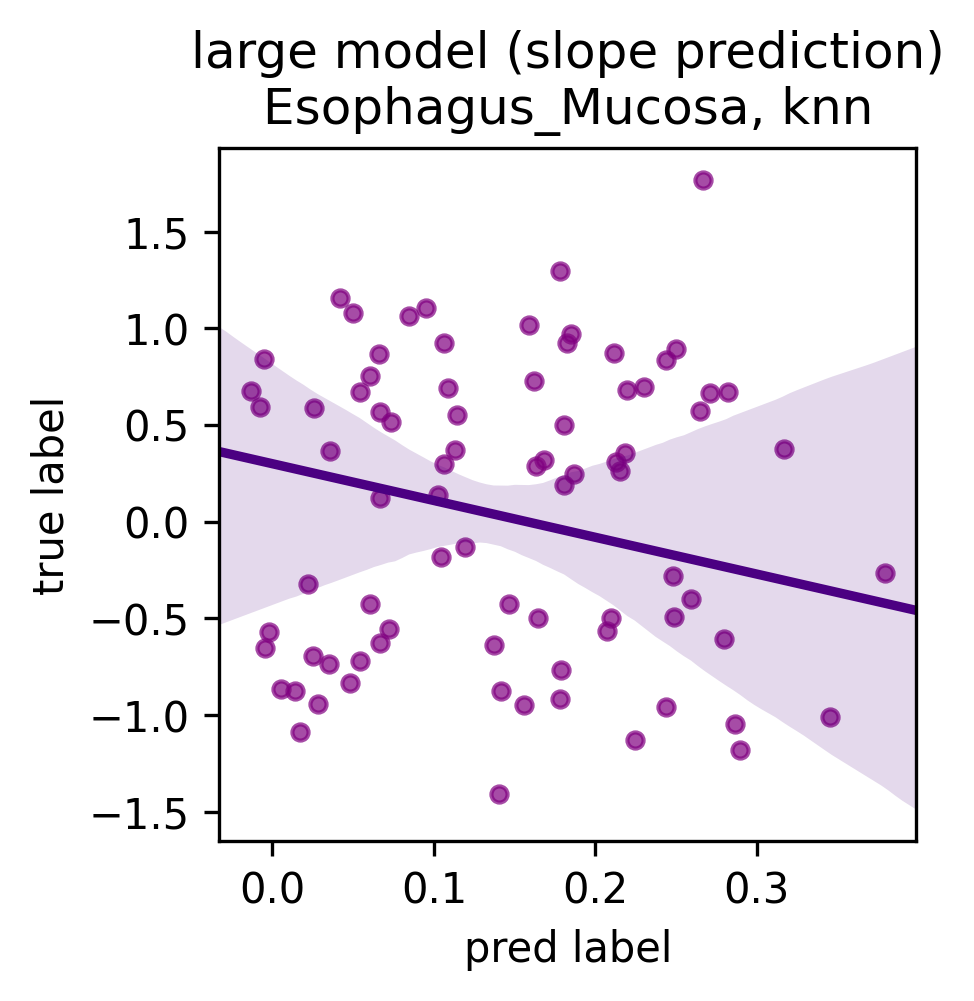 large model (slope prediction)
Esophagus_Mucosa, knn
1.5
1.0
0.5
0.0
−0.5
−1.0
−1.5
true label
0.0 0.1 0.2 0.3
pred label